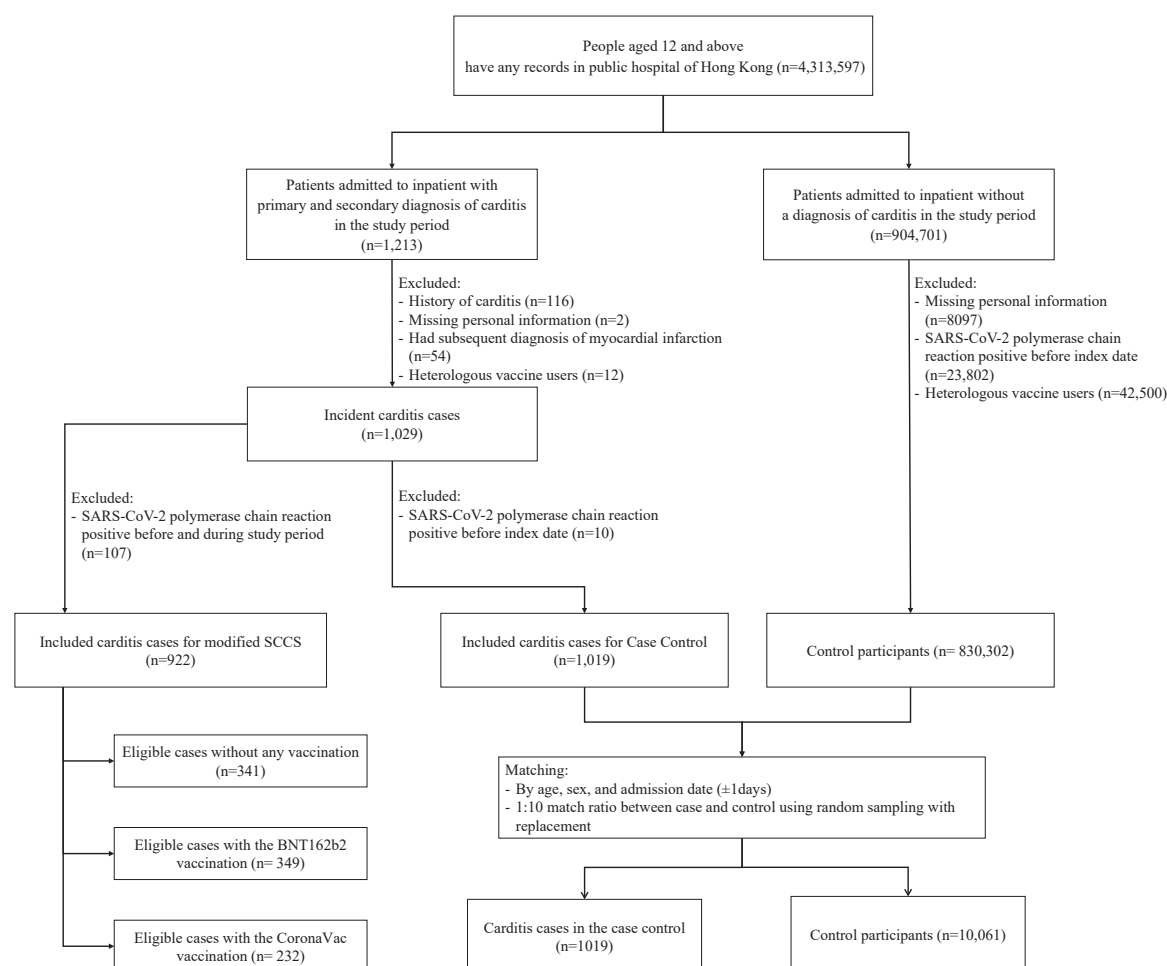 People aged 12 and above
have any records in public hospital of Hong Kong (n=4,313,597)
Patients admitted to inpatient with
primary and secondary diagnosis of carditis
in the study period
(n=1,213)
Patients admitted to inpatient without
a diagnosis of carditis in the study period
(n=904,701)
Excluded:
- History of carditis (n=116)
- Missing personal information (n=2)
- Had subsequent diagnosis of myocardial infarction
(n=54)
- Heterologous vaccine users (n=12)
Excluded:
- Missing personal information
(n=8097)
- SARS-CoV-2 polymerase chain
reaction positive before index date
(n=23,802)
- Heterologous vaccine users (n=42,500)
Incident carditis cases
(n=1,029)
Excluded:
- SARS-CoV-2 polymerase chain reaction
positive before and during study period
(n=107)
Excluded:
- SARS-CoV-2 polymerase chain reaction
positive before index date (n=10)
Included carditis cases for modified SCCS
(n=922)
Included carditis cases for Case Control
(n=1,019)
Control participants (n= 830,302)
Eligible cases without any vaccination
(n=341)
Eligible cases with the BNT162b2
vaccination (n= 349)
Eligible cases with the CoronaVac
vaccination (n= 232)
Matching:
- By age, sex, and admission date (±1days)
- 1:10 match ratio between case and control using random sampling with
replacement
Carditis cases in the case control
(n=1019)
Control participants (n=10,061)